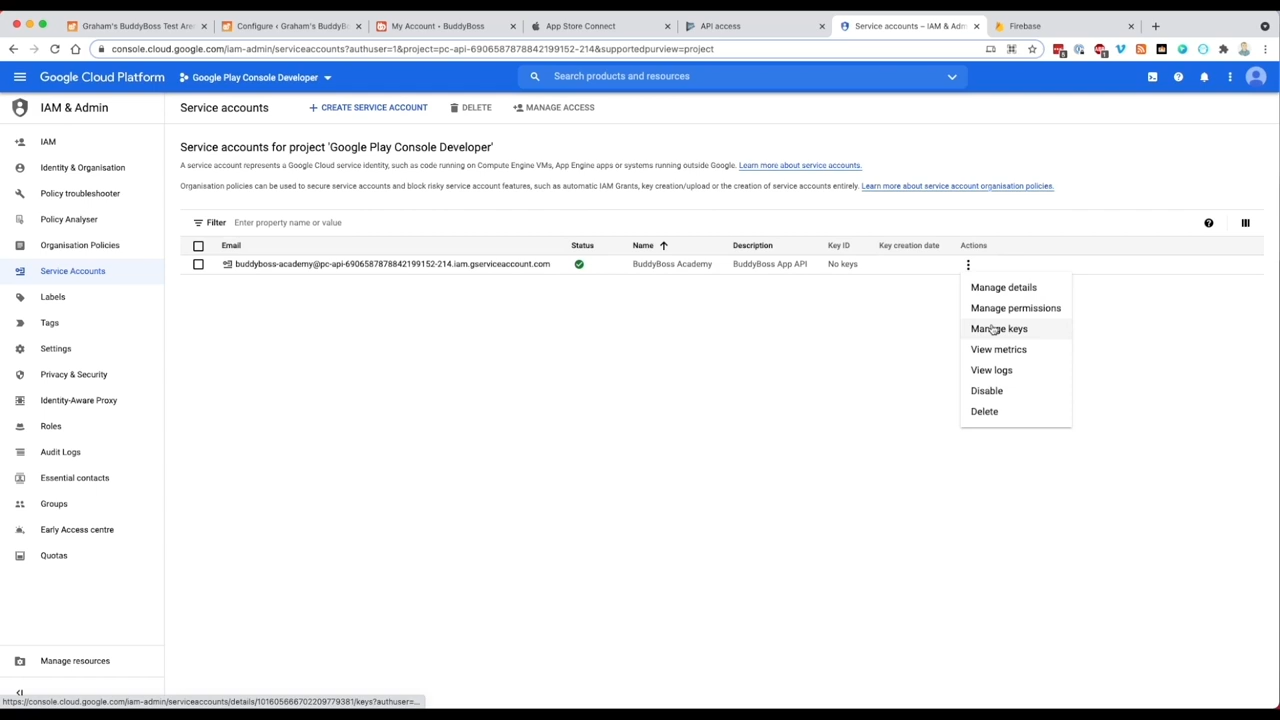 Graham's BuddyBoss Test Are
Configure ‹ Graham's BuddyBo
My Account • BuddyBoss
App Store Connect
API access
Service accounts – IAM & Adm
Firebase
console.cloud.google.com/iam-admin/serviceaccounts?authuser=1&project=pc-api-6906587878842199152-214&supportedpurview=project
Google Cloud Platform
Google Play Console Developer
Search products and resources
IAM & Admin
Service accounts
CREATE SERVICE ACCOUNT
DELETE
MANAGE ACCESS
IAM
Identity & Organisation
Policy troubleshooter
Policy Analyser
Organisation Policies
Service Accounts
Labels
Tags
Settings
Privacy & Security
Identity-Aware Proxy
Roles
Audit Logs
Essential contacts
Groups
Early Access centre
Quotas
Manage resources
Service accounts for project 'Google Play Console Developer'
A service account represents a Google Cloud service identity, such as code running on Compute Engine VMs, App Engine apps or systems running outside Google. Learn more about service accounts.
Organisation policies can be used to secure service accounts and block risky service account features, such as automatic IAM Grants, key creation/upload or the creation of service accounts entirely. Learn more about service account organisation policies.
Filter Enter property name or value
Email Status Name Description Key ID Key creation date Actions
buddyboss-academy@pc-api-6906587878842199152-214.iam.gserviceaccount.com BuddyBoss Academy BuddyBoss App API No keys
Manage details
Manage permissions
Manage keys
View metrics
View logs
Disable
Delete
https://console.cloud.google.com/iam-admin/serviceaccounts/details/101605666702209779381/keys?authuser=...